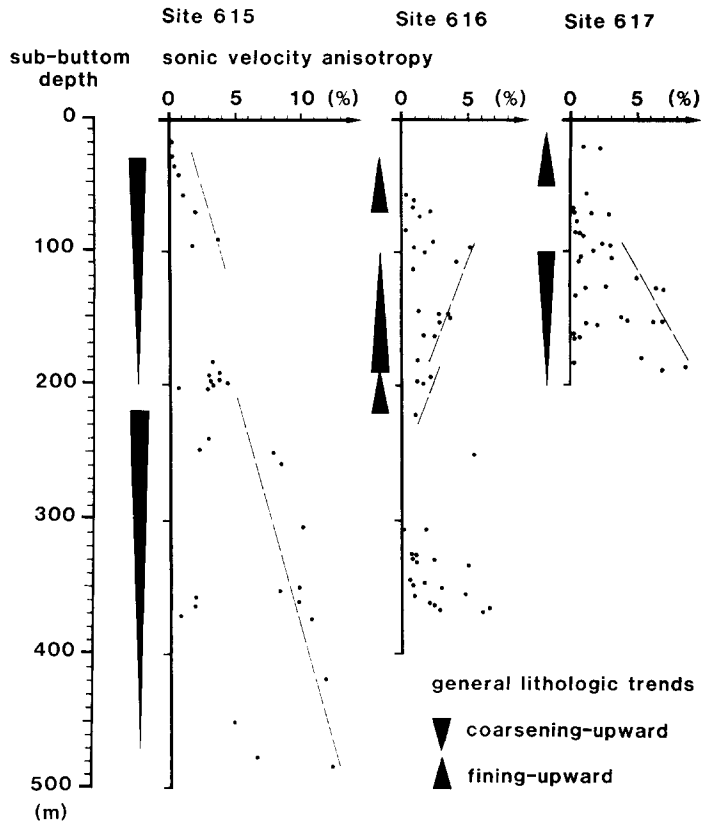 Site 615
Site 616
Site 617
sub-buttom
depth
sonic velocity anisotropy
0 5 10 (%)
0 5 (%)
0 5 (%)
0
100
200
300
400
500
(m)
general lithologic trends
coarsening-upward
fining-upward